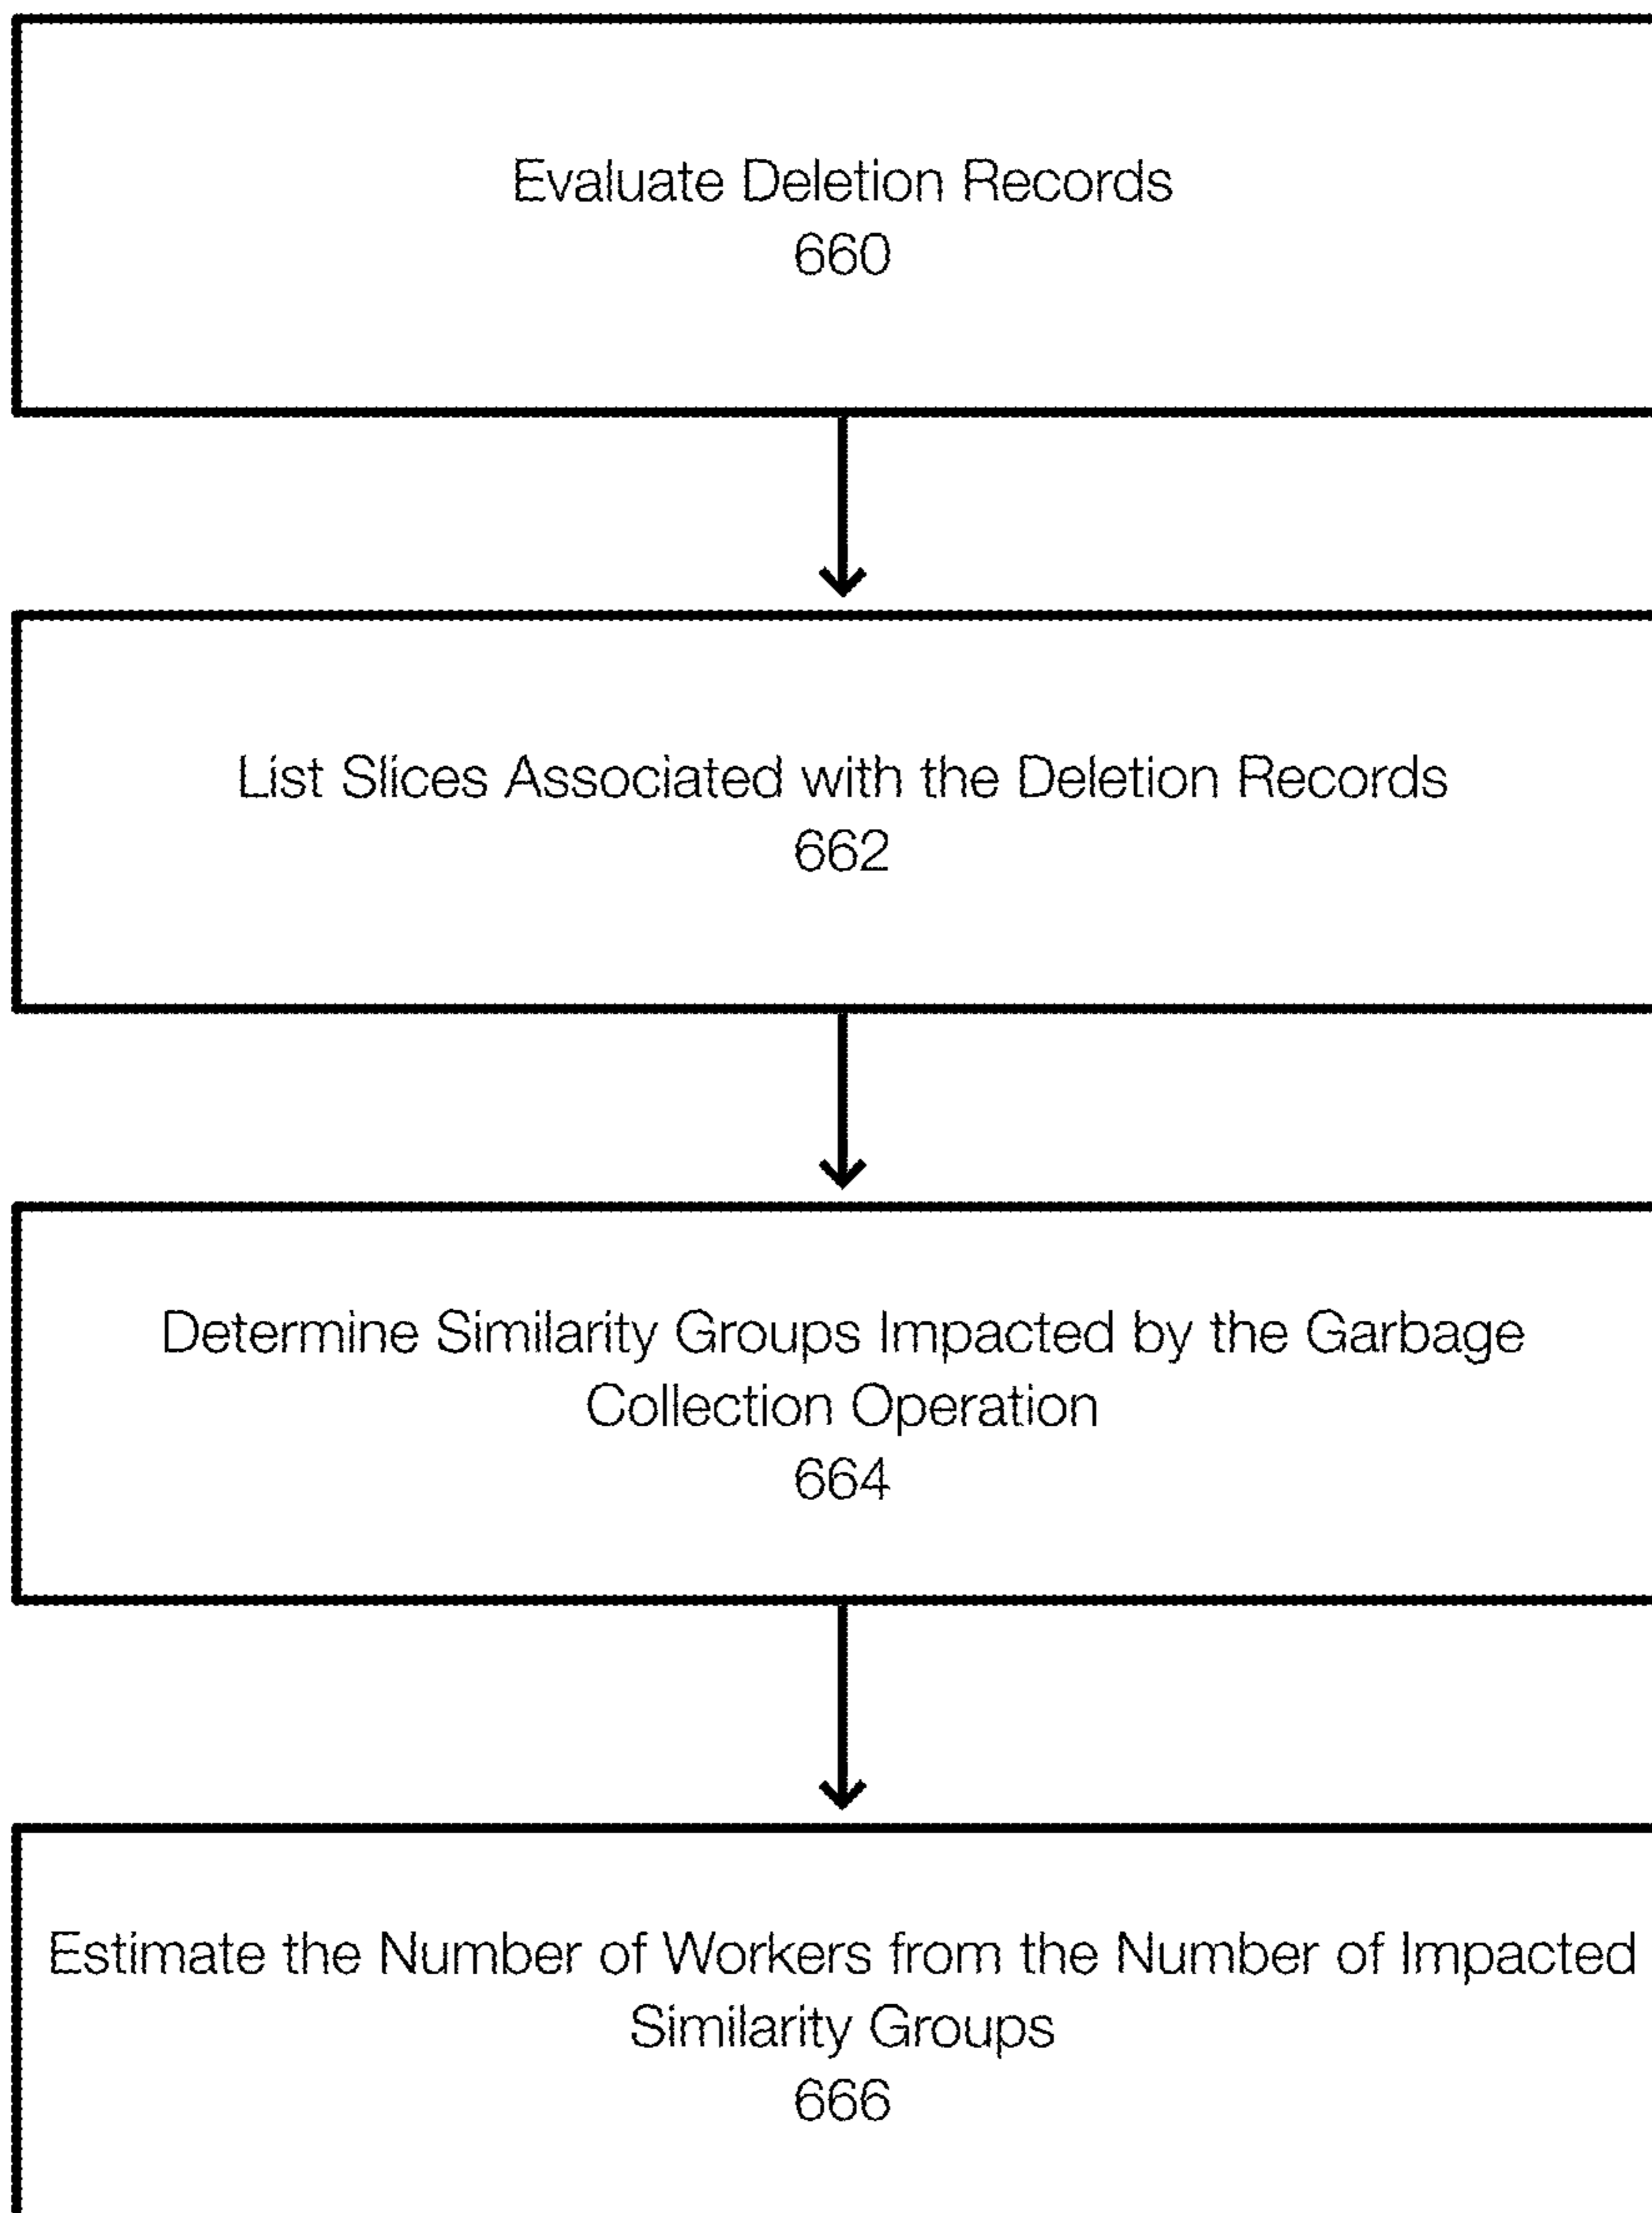 Evaluate Deletion Records
660
List Slices Associated with the Deletion Records
662
Determine Similarity Groups Impacted by the Garbage
Collection Operation
664
Estimate the Number of Workers from the Number of Impacted
Similarity Groups
666